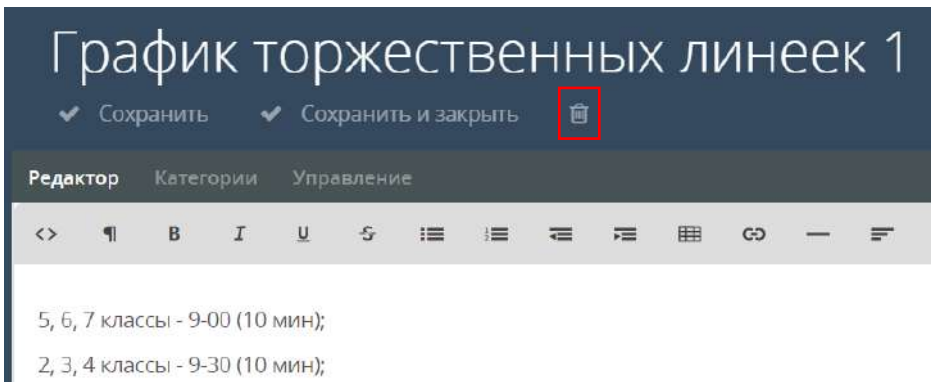 График торжественных линеек 1
Сохранить Сохранить и закрыть
Редактор Категории Управление
<> ¶ B I U S
5, 6, 7 классы - 9-00 (10 мин);
2, 3, 4 классы - 9-30 (10 мин);